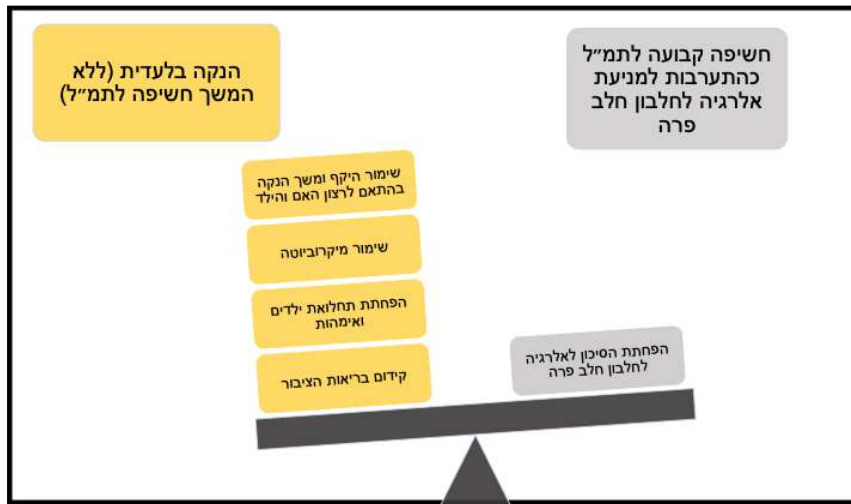 חשיפה קבועה לתמ״ל
כהתערבות למניעת
אלרגיה לחלבון חלב
פרה
הנקה בלעדית (ללא
המשך חשיפה לתמ״ל)
שימור היקף ומשך הנקה
בהתאם לרצון האם והילד
שימור מיקרוביוטה
הפחתת תחלואת ילדים
ואימהות
קידום בריאות הציבור
הפחתת הסיכון לאלרגיה
לחלבון חלב פרה